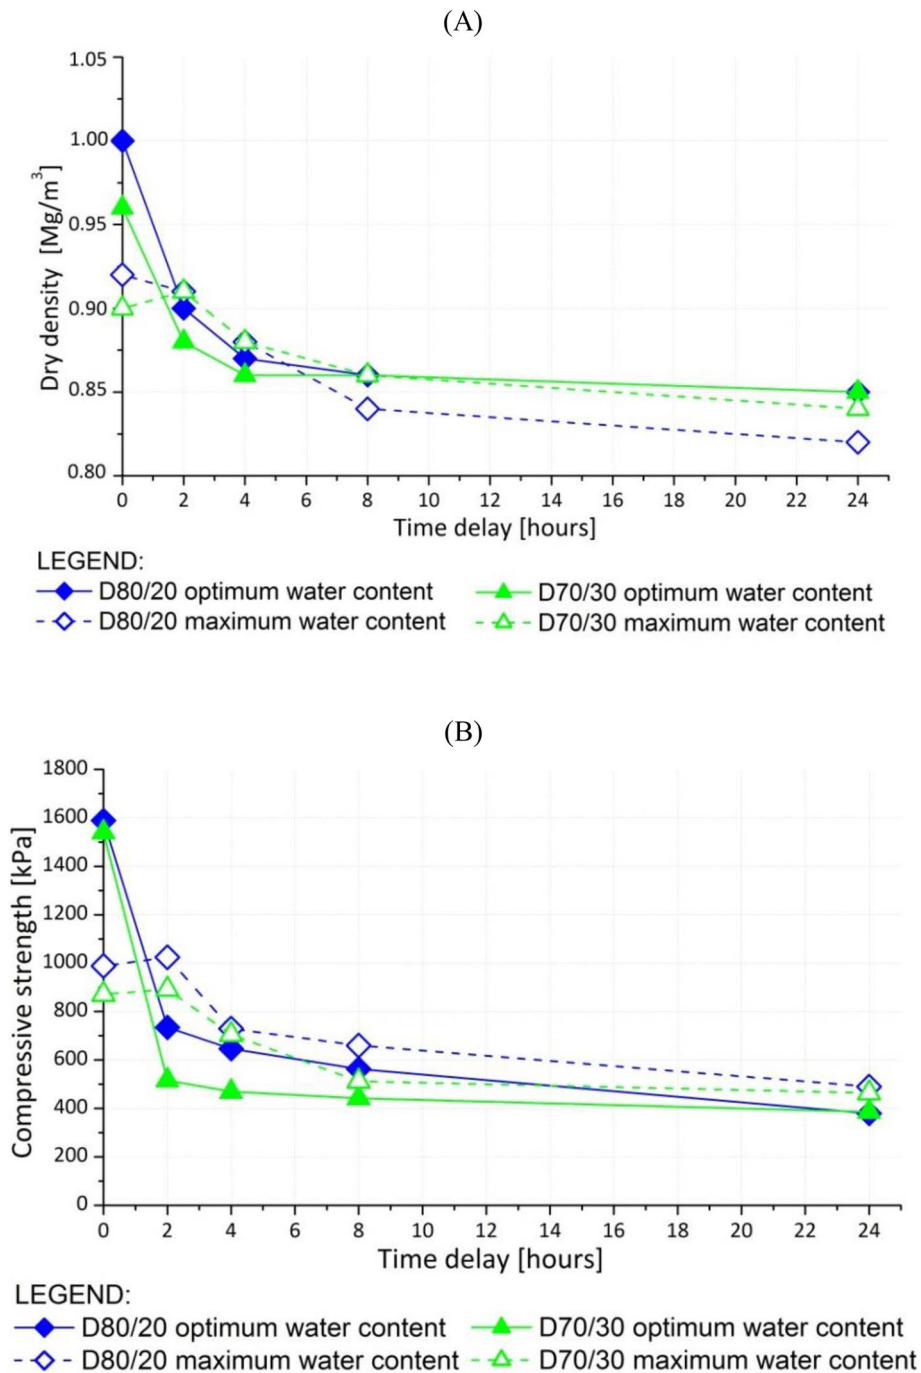 (A)
1.05
1.00
0.95
0.90
0.85
0.80
Dry density [Mg/m³]
0 2 4 6 8 10 12 14 16 18 20 22 24
Time delay [hours]
LEGEND:
D80/20 optimum water content D70/30 optimum water content
D80/20 maximum water content D70/30 maximum water content
(B)
1800
1600
1400
1200
1000
800
600
400
200
0
Compressive strength [kPa]
0 2 4 6 8 10 12 14 16 18 20 22 24
Time delay [hours]
LEGEND:
D80/20 optimum water content D70/30 optimum water content
D80/20 maximum water content D70/30 maximum water content